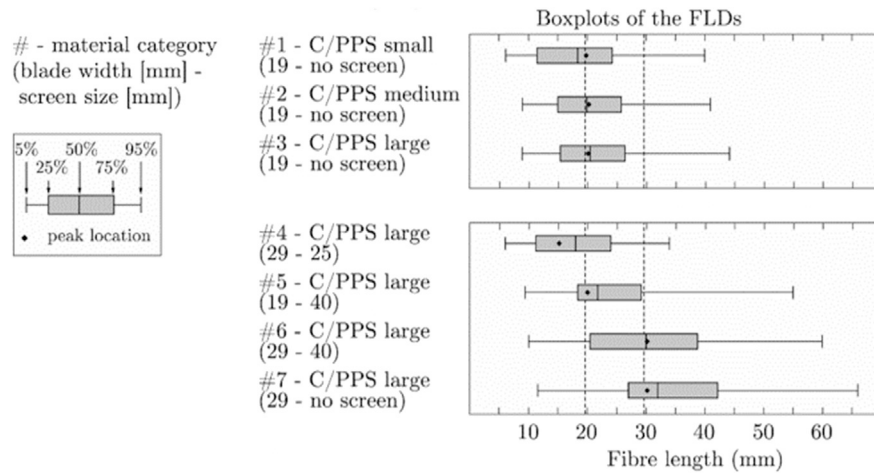 Boxplots of the FLDs
# - material category
(blade width [mm] -
screen size [mm])
5% 50% 95%
25% 75%
peak location
#1 - C/PPS small
(19 - no screen)
#2 - C/PPS medium
(19 - no screen)
#3 - C/PPS large
(19 - no screen)
#4 - C/PPS large
(29 - 25)
#5 - C/PPS large
(19 - 40)
#6 - C/PPS large
(29 - 40)
#7 - C/PPS large
(29 - no screen)
10 20 30 40 50 60
Fibre length (mm)